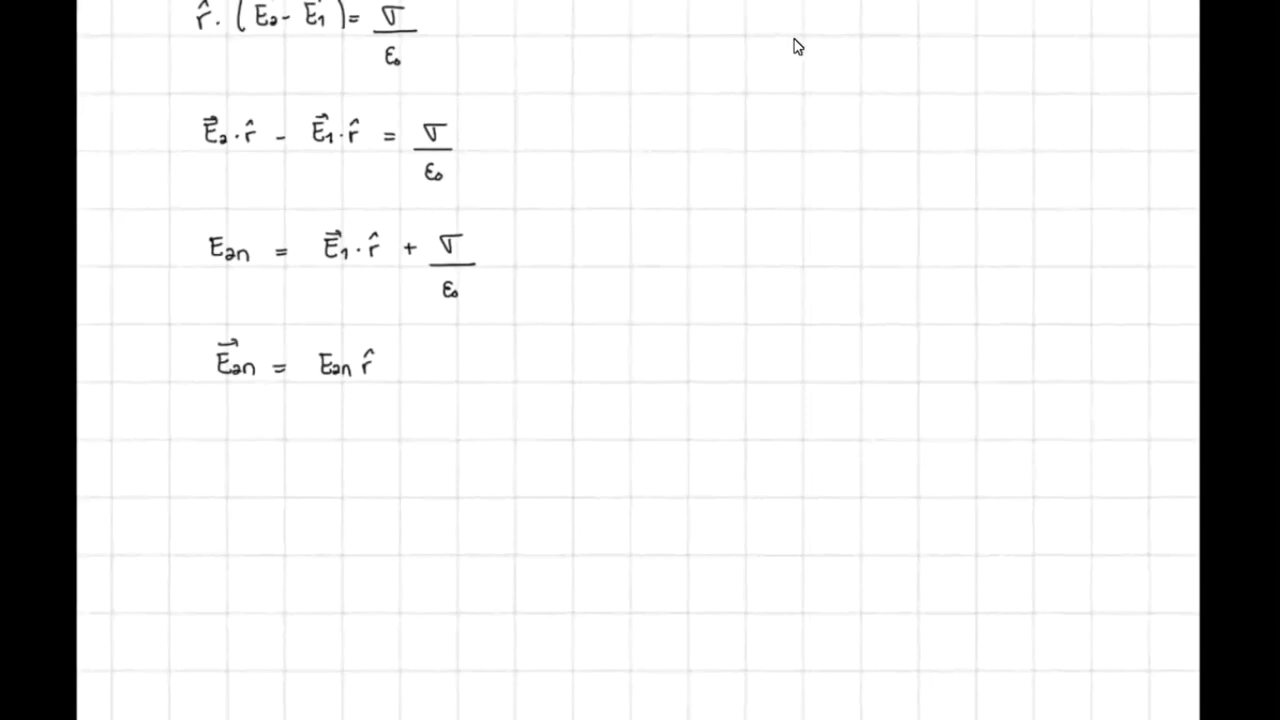 r̂ · (E₂ - E₁) = σ/ε₀
E⃗₂ · r̂ - E⃗₁ · r̂ = σ/ε₀
E₂n = E⃗₁ · r̂ + σ/ε₀
E⃗₂n = E₂n r̂